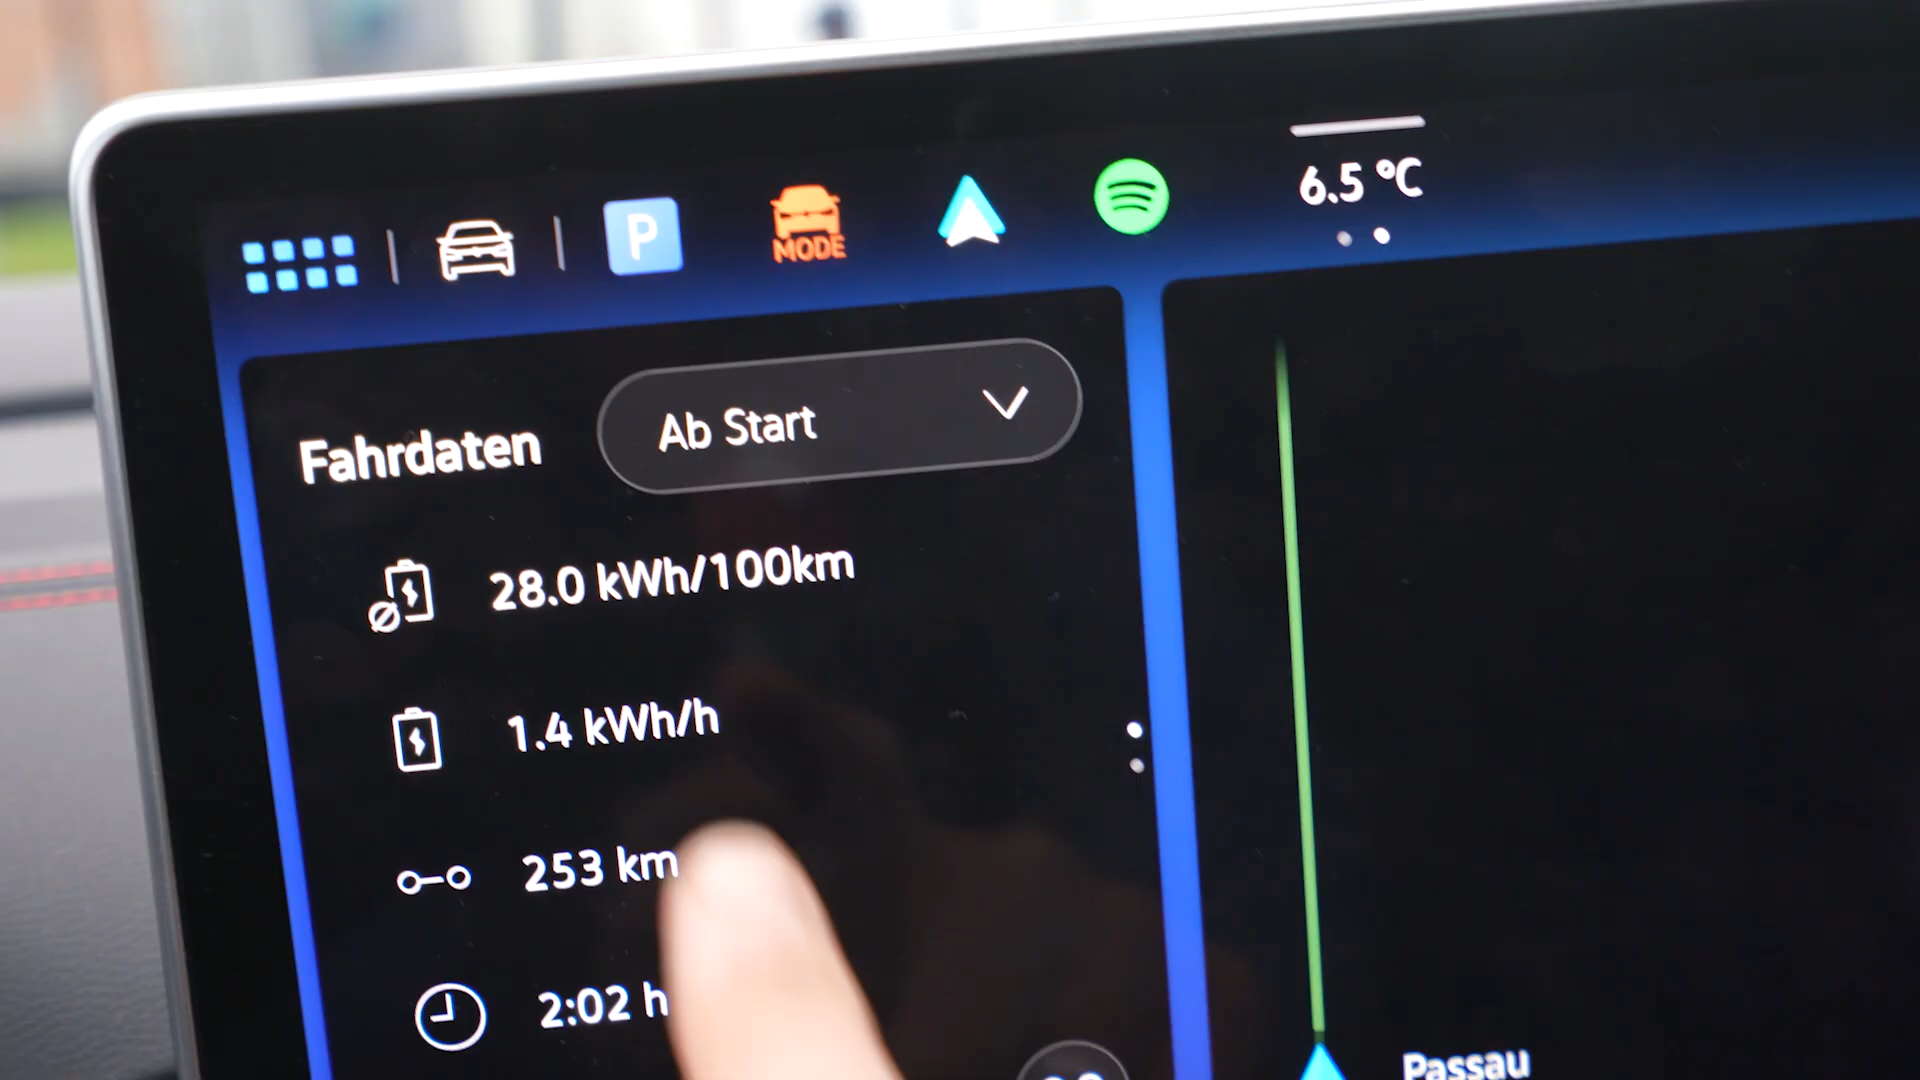 P
MODE
6.5 °C
Fahrdaten
Ab Start
28.0 kWh/100km
1.4 kWh/h
253 km
2:02 h
Passau